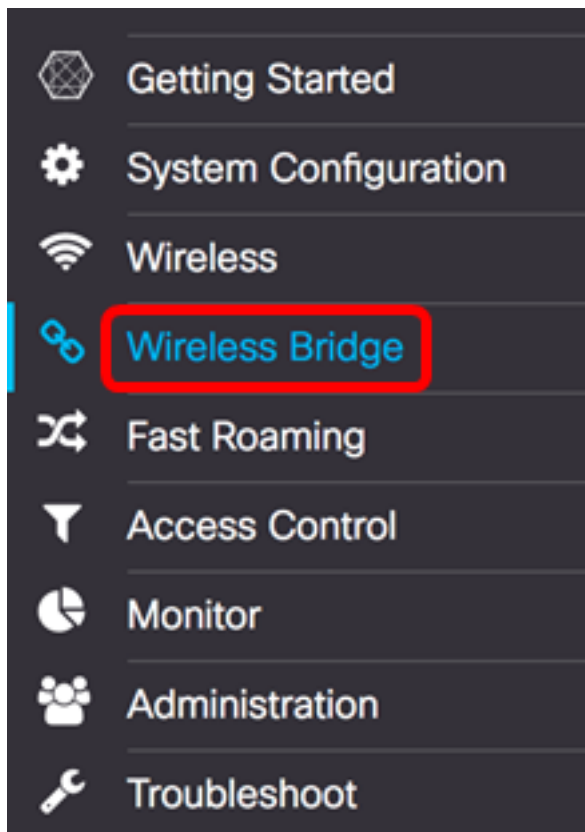 Getting Started
System Configuration
Wireless
Wireless Bridge
Fast Roaming
Access Control
Monitor
Administration
Troubleshoot